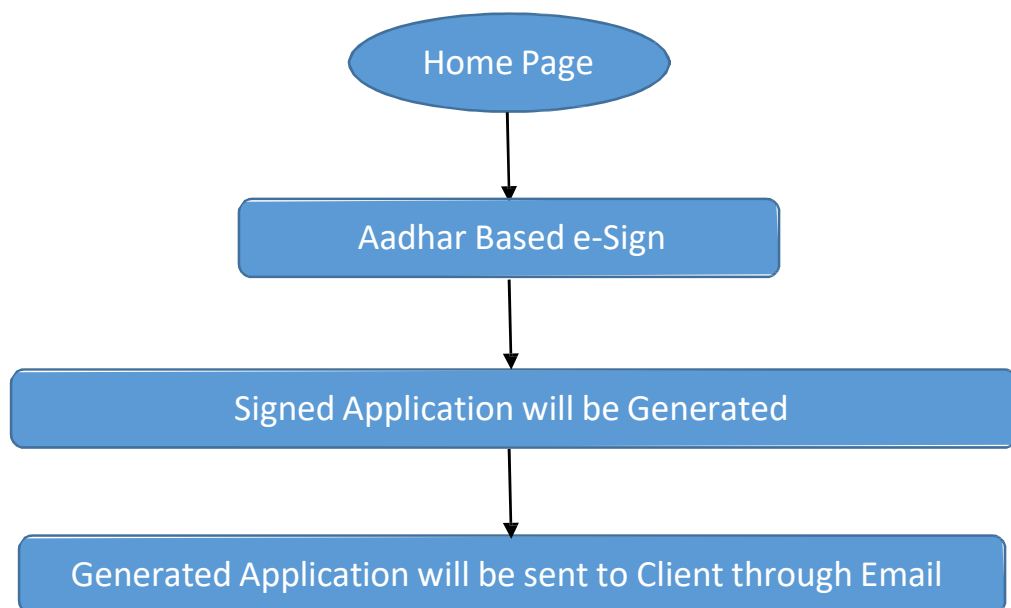 Home Page
Aadhar Based e-Sign
Signed Application will be Generated
Generated Application will be sent to Client through Email